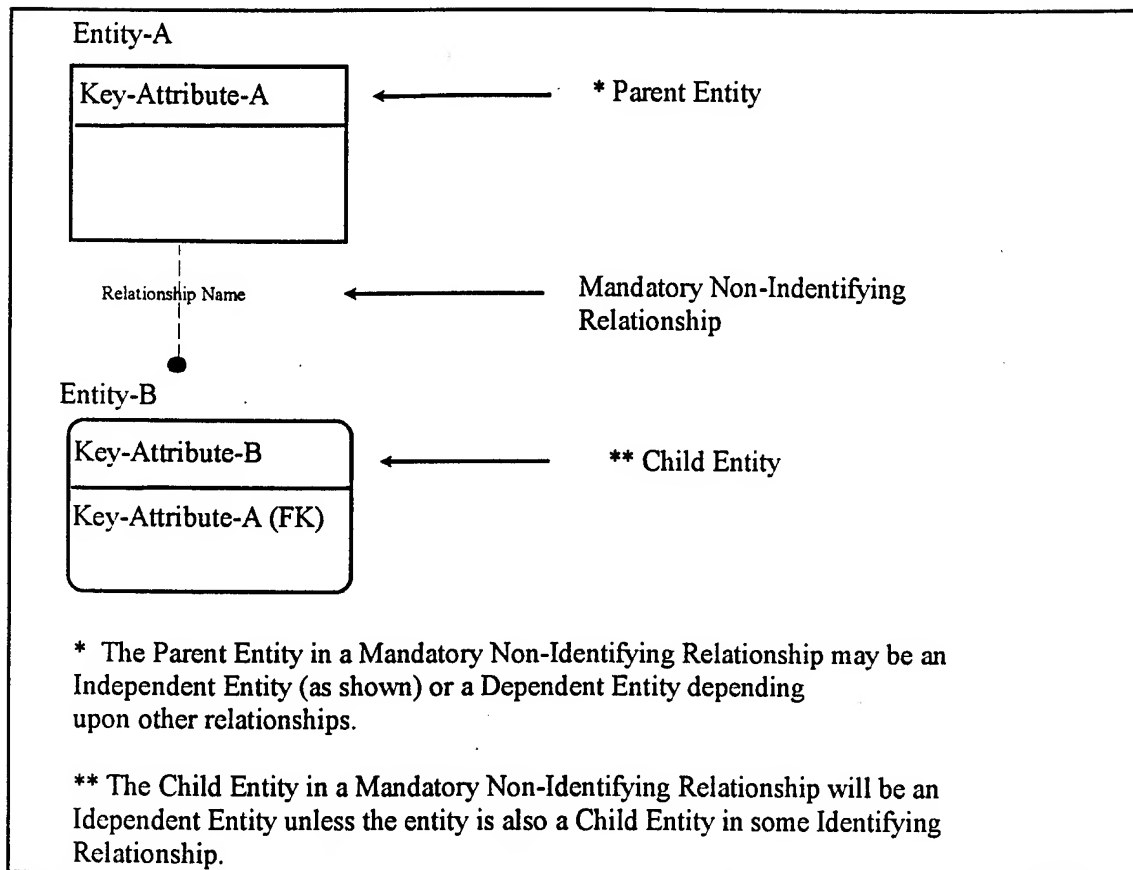 Entity-A
Key-Attribute-A
* Parent Entity
Relationship Name
Mandatory Non-Indentifying
Relationship
Entity-B
Key-Attribute-B
** Child Entity
Key-Attribute-A (FK)
* The Parent Entity in a Mandatory Non-Identifying Relationship may be an
Independent Entity (as shown) or a Dependent Entity depending
upon other relationships.
** The Child Entity in a Mandatory Non-Identifying Relationship will be an
Idependent Entity unless the entity is also a Child Entity in some Identifying
Relationship.